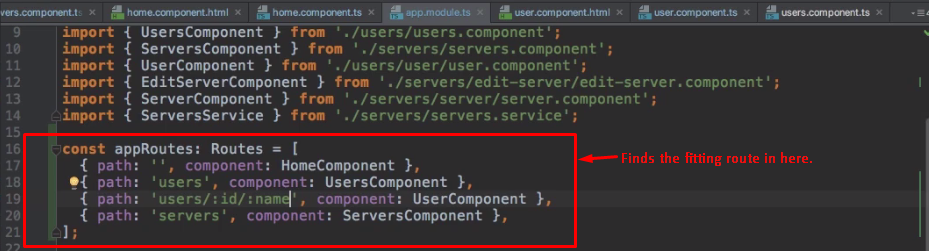 vers.component.ts
home.component.html
home.component.ts
app.module.ts
user.component.html
user.component.ts
users.component.ts
9 import { UsersComponent } from './users/users.component';
10 import { ServersComponent } from './servers/servers.component';
11 import { UserComponent } from './users/user/user.component';
12 import { EditServerComponent } from './servers/edit-server/edit-server.component';
13 import { ServerComponent } from './servers/server/server.component';
14 import { ServersService } from './servers/servers.service';
15
16 const appRoutes: Routes = [
17 { path: '', component: HomeComponent },
Finds the fitting route in here.
18 { path: 'users', component: UsersComponent },
19 { path: 'users/:id/:name', component: UserComponent },
20 { path: 'servers', component: ServersComponent },
21 ];
22